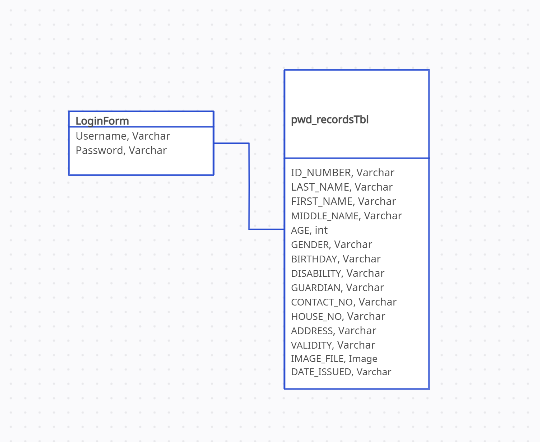 LoginForm
Username, Varchar
Password, Varchar
pwd_recordsTbl
ID_NUMBER, Varchar
LAST_NAME, Varchar
FIRST_NAME, Varchar
MIDDLE_NAME, Varchar
AGE, int
GENDER, Varchar
BIRTHDAY, Varchar
DISABILITY, Varchar
GUARDIAN, Varchar
CONTACT_NO, Varchar
HOUSE_NO, Varchar
ADDRESS, Varchar
VALIDITY, Varchar
IMAGE_FILE, Image
DATE_ISSUED, Varchar